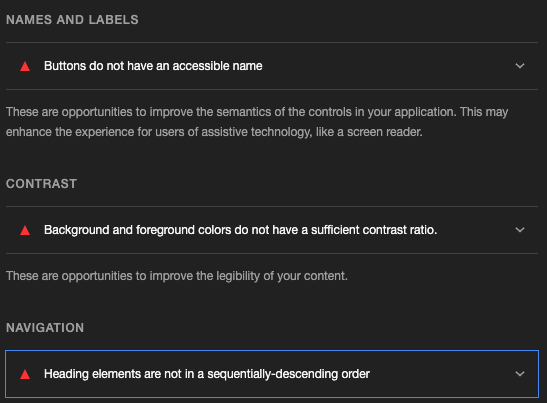 NAMES AND LABELS
Buttons do not have an accessible name
These are opportunities to improve the semantics of the controls in your application. This may
enhance the experience for users of assistive technology, like a screen reader.
CONTRAST
Background and foreground colors do not have a sufficient contrast ratio.
These are opportunities to improve the legibility of your content.
NAVIGATION
Heading elements are not in a sequentially-descending order